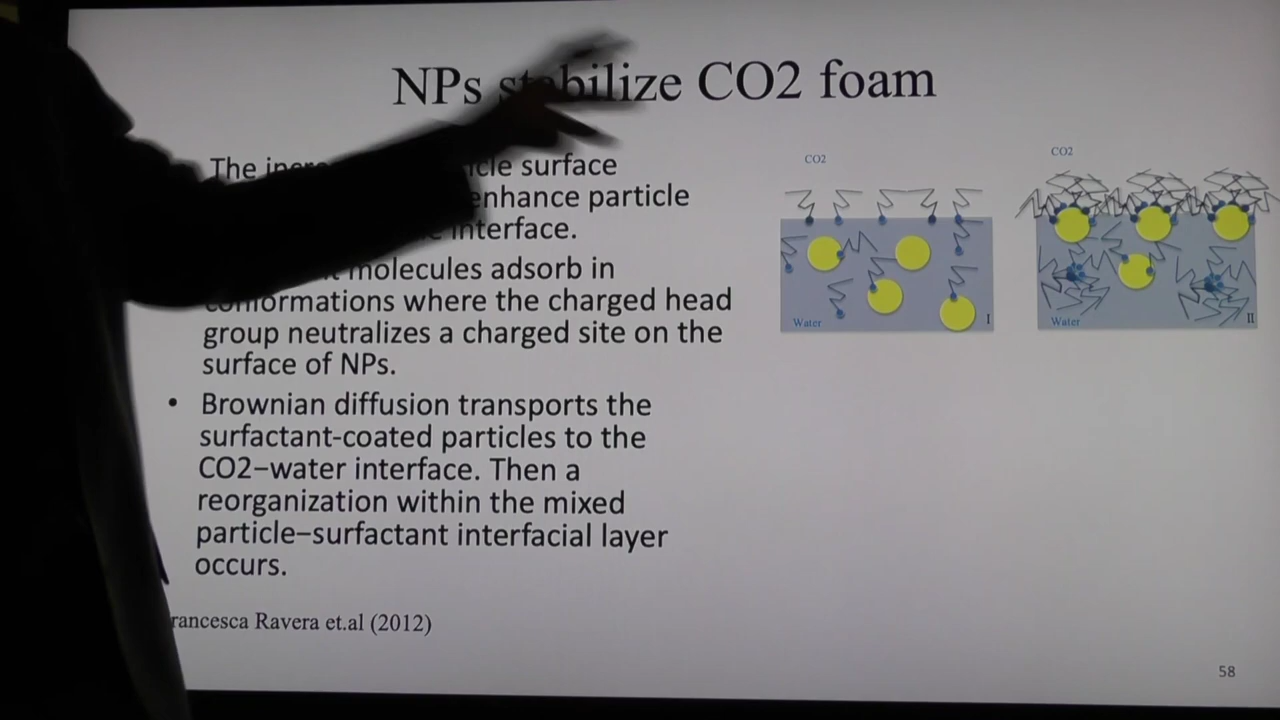 NPs stabilize CO2 foam
The surface
enhance particle
interface.
molecules adsorb in
conformations where the charged head
group neutralizes a charged site on the
surface of NPs.
• Brownian diffusion transports the
surfactant-coated particles to the
CO2–water interface. Then a
reorganization within the mixed
particle–surfactant interfacial layer
occurs.
rancesca Ravera et.al (2012)
CO2
Water
I
CO2
Water
II
58